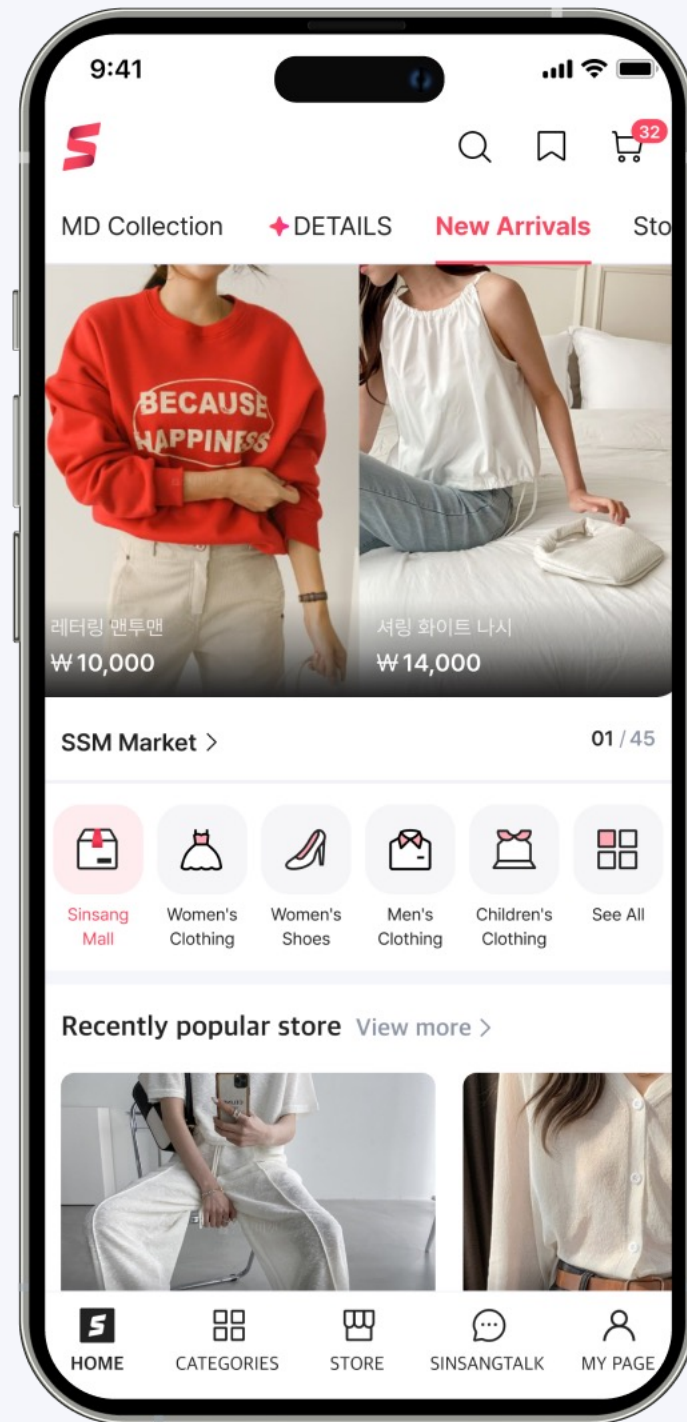 9:41
32
MD Collection
DETAILS
New Arrivals
Sto
BECAUSE
HAPPINESS
레터링 맨투맨
셔링 화이트 나시
₩10,000
₩14,000
SSM Market >
01 / 45
Sinsang
Mall
Women's
Clothing
Women's
Shoes
Men's
Clothing
Children's
Clothing
See All
Recently popular store
View more >
HOME
CATEGORIES
STORE
SINSANGTALK
MY PAGE